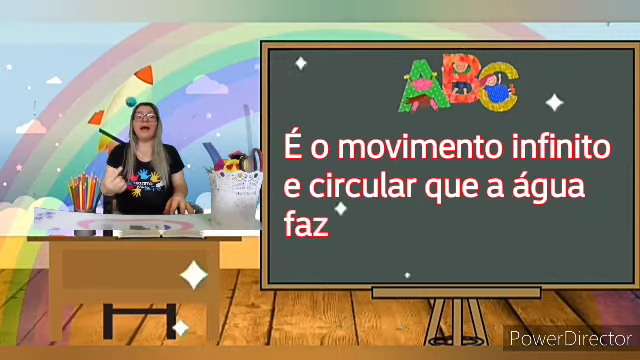 ABC
É o movimento infinito
e circular que a água
faz
PowerDirector